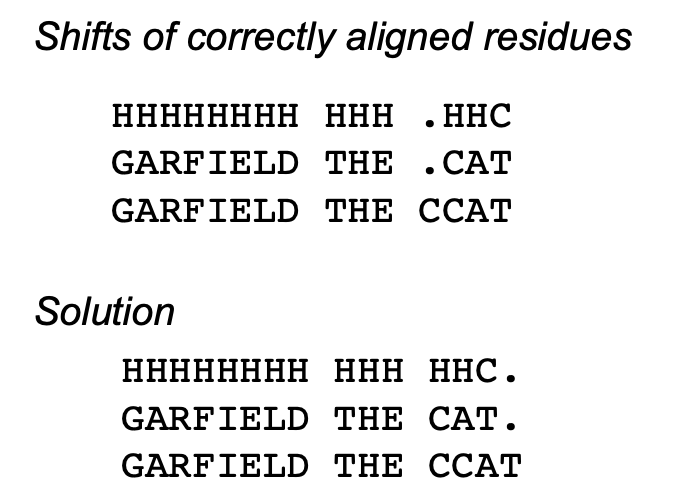 Shifts of correctly aligned residues
HHHHHHHH HHH .HHC
GARFIELD THE .CAT
GARFIELD THE CCAT
Solution
HHHHHHHH HHH HHC.
GARFIELD THE CAT.
GARFIELD THE CCAT